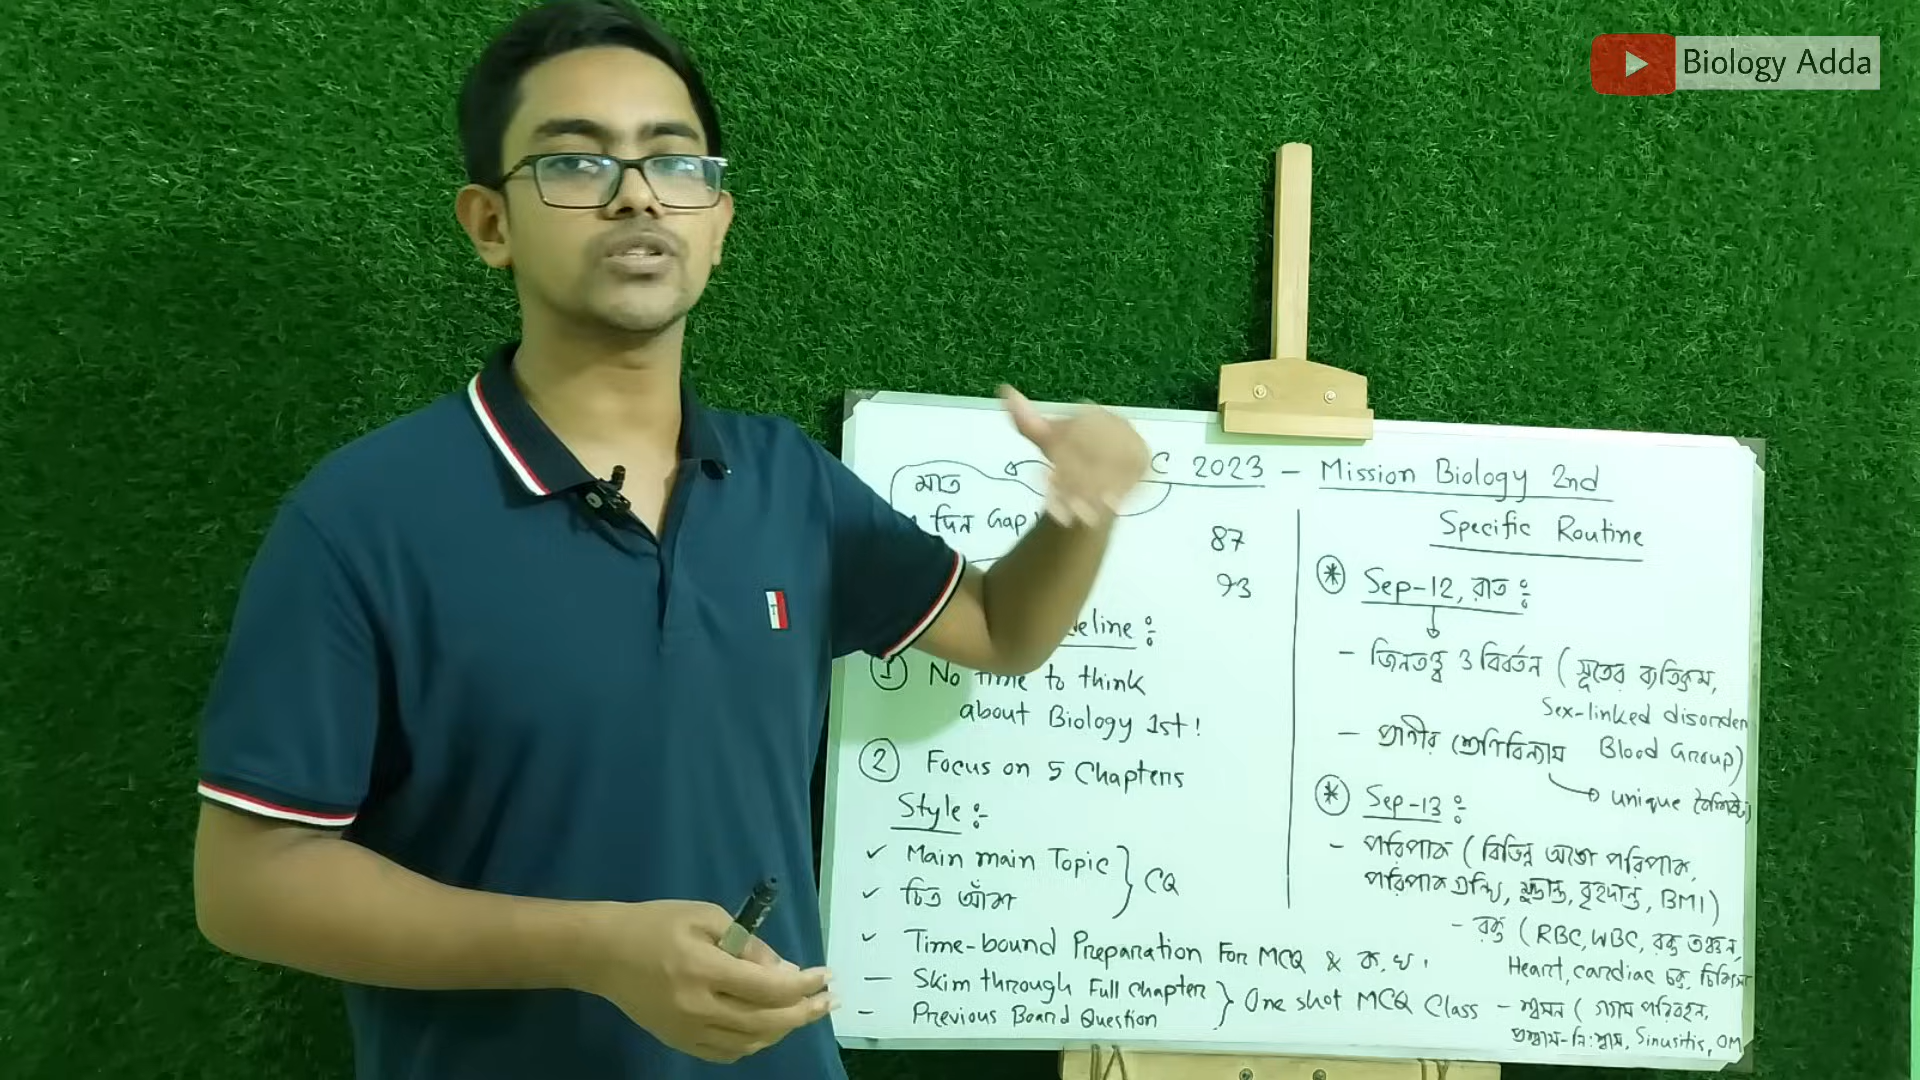 Biology Adda
C 2023 - Mission Biology 2nd
মাত্র
দিন Gap
87
93
eline :-
① No time to think
about Biology 1st!
② Focus on 5 Chapters
Style :-
✓ Main main Topic
✓ চিত্র আঁকা
} CQ
✓ Time-bound Preparation For MCQ & ক, খ।
- Skim through Full chapter
- Previous Board Question
} One shot MCQ Class
Specific Routine
* Sep-12, রাত :
- জিনতত্ত্ব ও বিবর্তন ( সূত্রের ব্যতিক্রম,
Sex-linked disorder
- প্রাণীর শ্রেণিবিন্যাস Blood Group)
unique বৈশিষ্ট্য
* Sep-13 :-
- পরিপাক ( বিভিন্ন অংশে পরিপাক,
পরিপাক গ্রন্থি, ক্ষুদ্রান্ত্র, বৃহদান্ত্র, BMI)
- রক্ত ( RBC, WBC, রক্ত তঞ্চন,
Heart, cardiac চক্র, চিকিৎসা
- শ্বসন ( গ্যাস পরিবহন,
প্রশ্বাস-নিঃশ্বাস, Sinusitis, OM